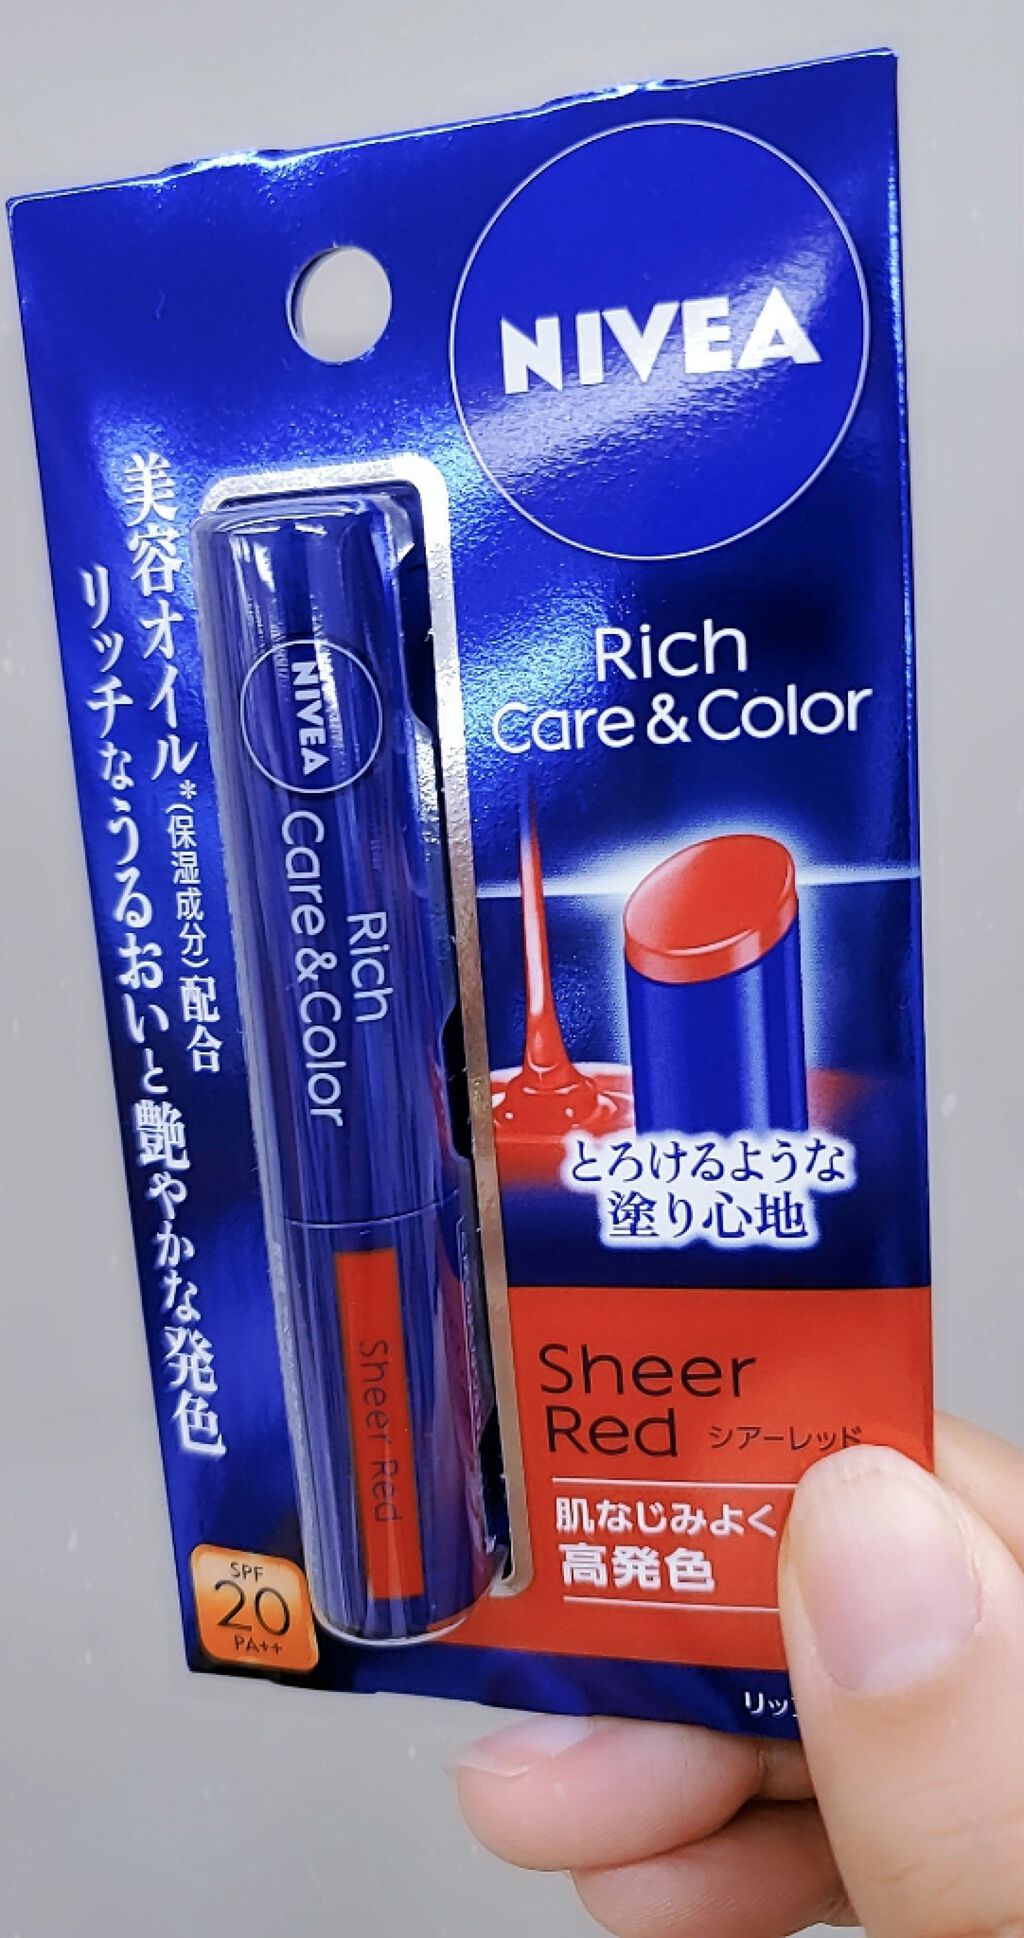 NIVEA
Rich
Care & Color
美容オイル*(保湿成分)配合
リッチなうるおいと艶やかな発色
NIVEA
Rich
Care & Color
Sheer Red
とろけるような
塗り心地
Sheer
Red シアーレッド
肌なじみよく
高発色
SPF
20
PA++